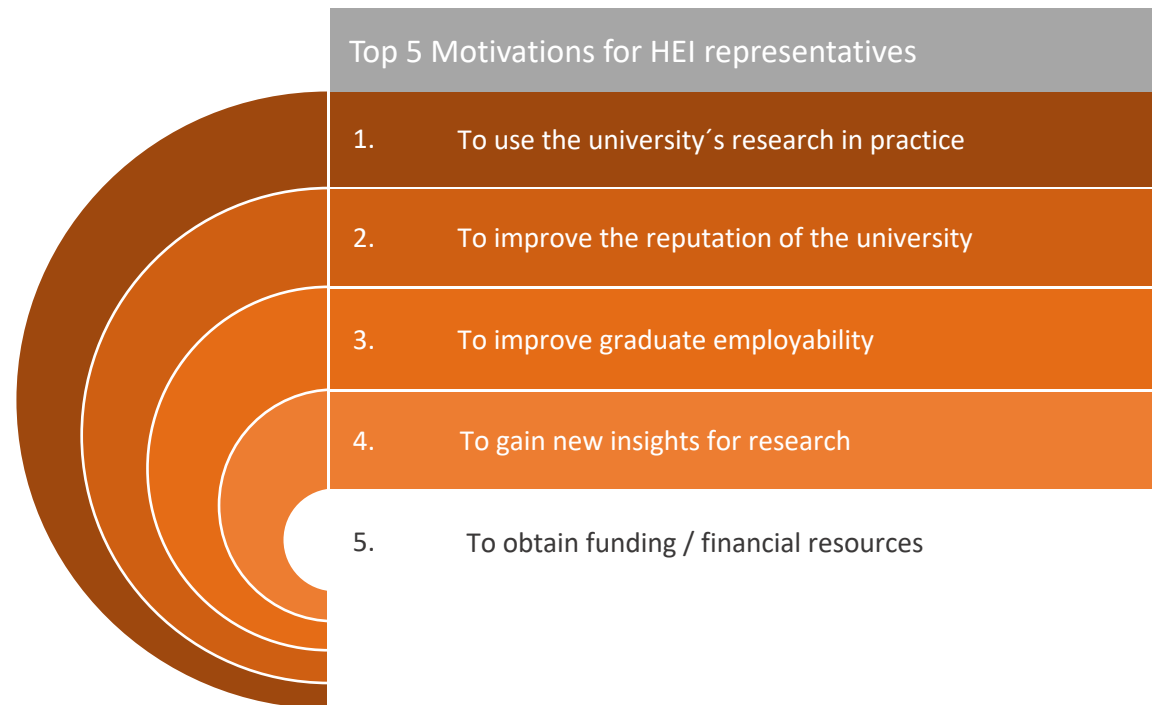 Top 5 Motivations for HEI representatives
1. To use the university´s research in practice
2. To improve the reputation of the university
3. To improve graduate employability
4. To gain new insights for research
5. To obtain funding / financial resources